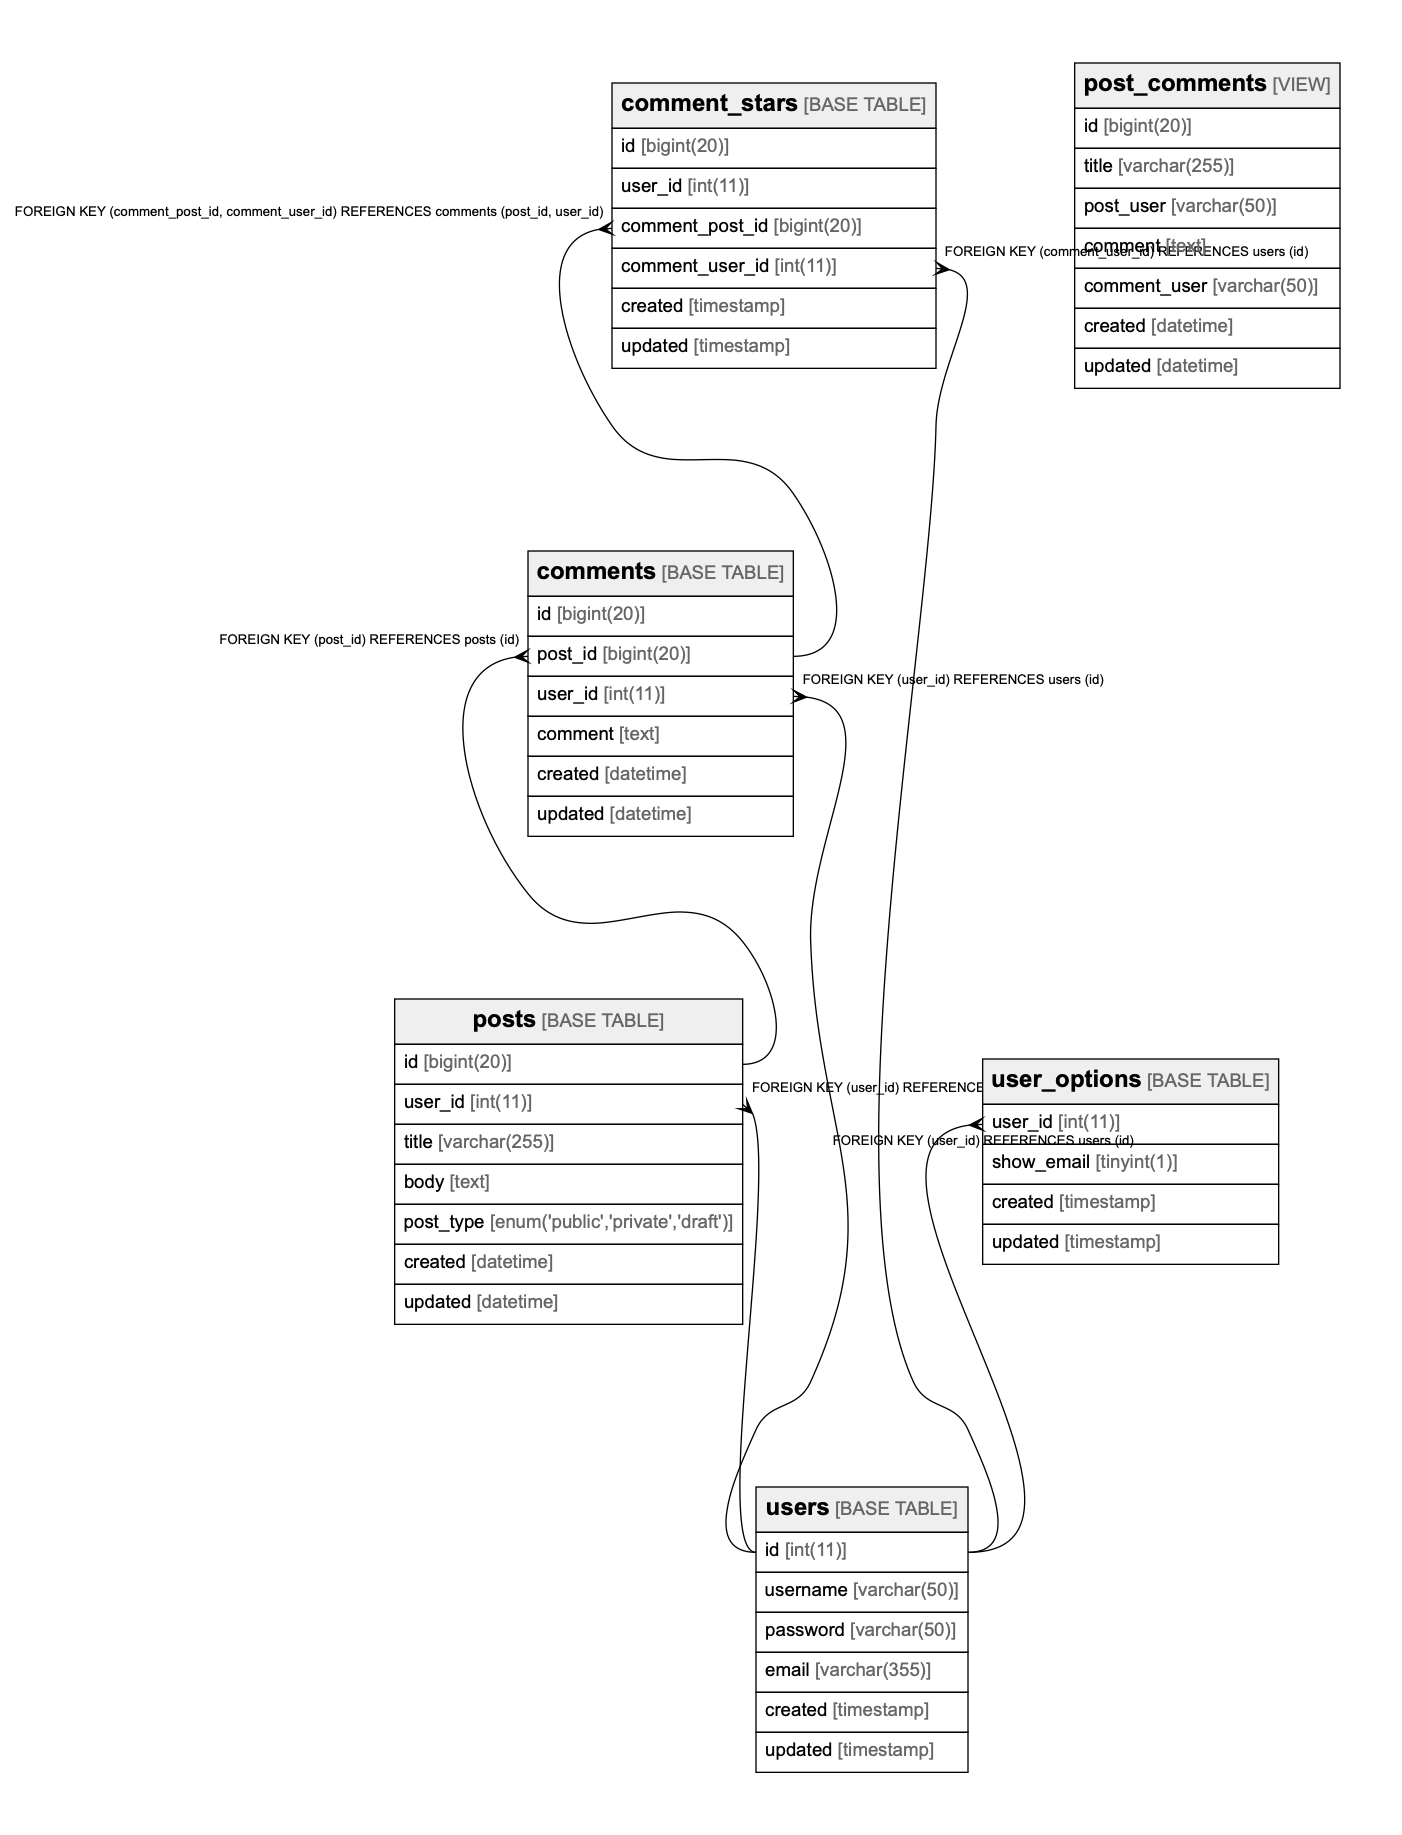 comment_stars [BASE TABLE]
id [bigint(20)]
user_id [int(11)]
comment_post_id [bigint(20)]
comment_user_id [int(11)]
created [timestamp]
updated [timestamp]
FOREIGN KEY (comment_post_id, comment_user_id) REFERENCES comments (post_id, user_id)
FOREIGN KEY (comment_user_id) REFERENCES users (id)
post_comments [VIEW]
id [bigint(20)]
title [varchar(255)]
post_user [varchar(50)]
comment [text]
comment_user [varchar(50)]
created [datetime]
updated [datetime]
comments [BASE TABLE]
id [bigint(20)]
post_id [bigint(20)]
user_id [int(11)]
comment [text]
created [datetime]
updated [datetime]
FOREIGN KEY (post_id) REFERENCES posts (id)
FOREIGN KEY (user_id) REFERENCES users (id)
posts [BASE TABLE]
id [bigint(20)]
user_id [int(11)]
title [varchar(255)]
body [text]
post_type [enum('public','private','draft')]
created [datetime]
updated [datetime]
FOREIGN KEY (user_id) REFERENCE
user_options [BASE TABLE]
user_id [int(11)]
show_email [tinyint(1)]
created [timestamp]
updated [timestamp]
FOREIGN KEY (user_id) REFERENCES users (id)
users [BASE TABLE]
id [int(11)]
username [varchar(50)]
password [varchar(50)]
email [varchar(355)]
created [timestamp]
updated [timestamp]